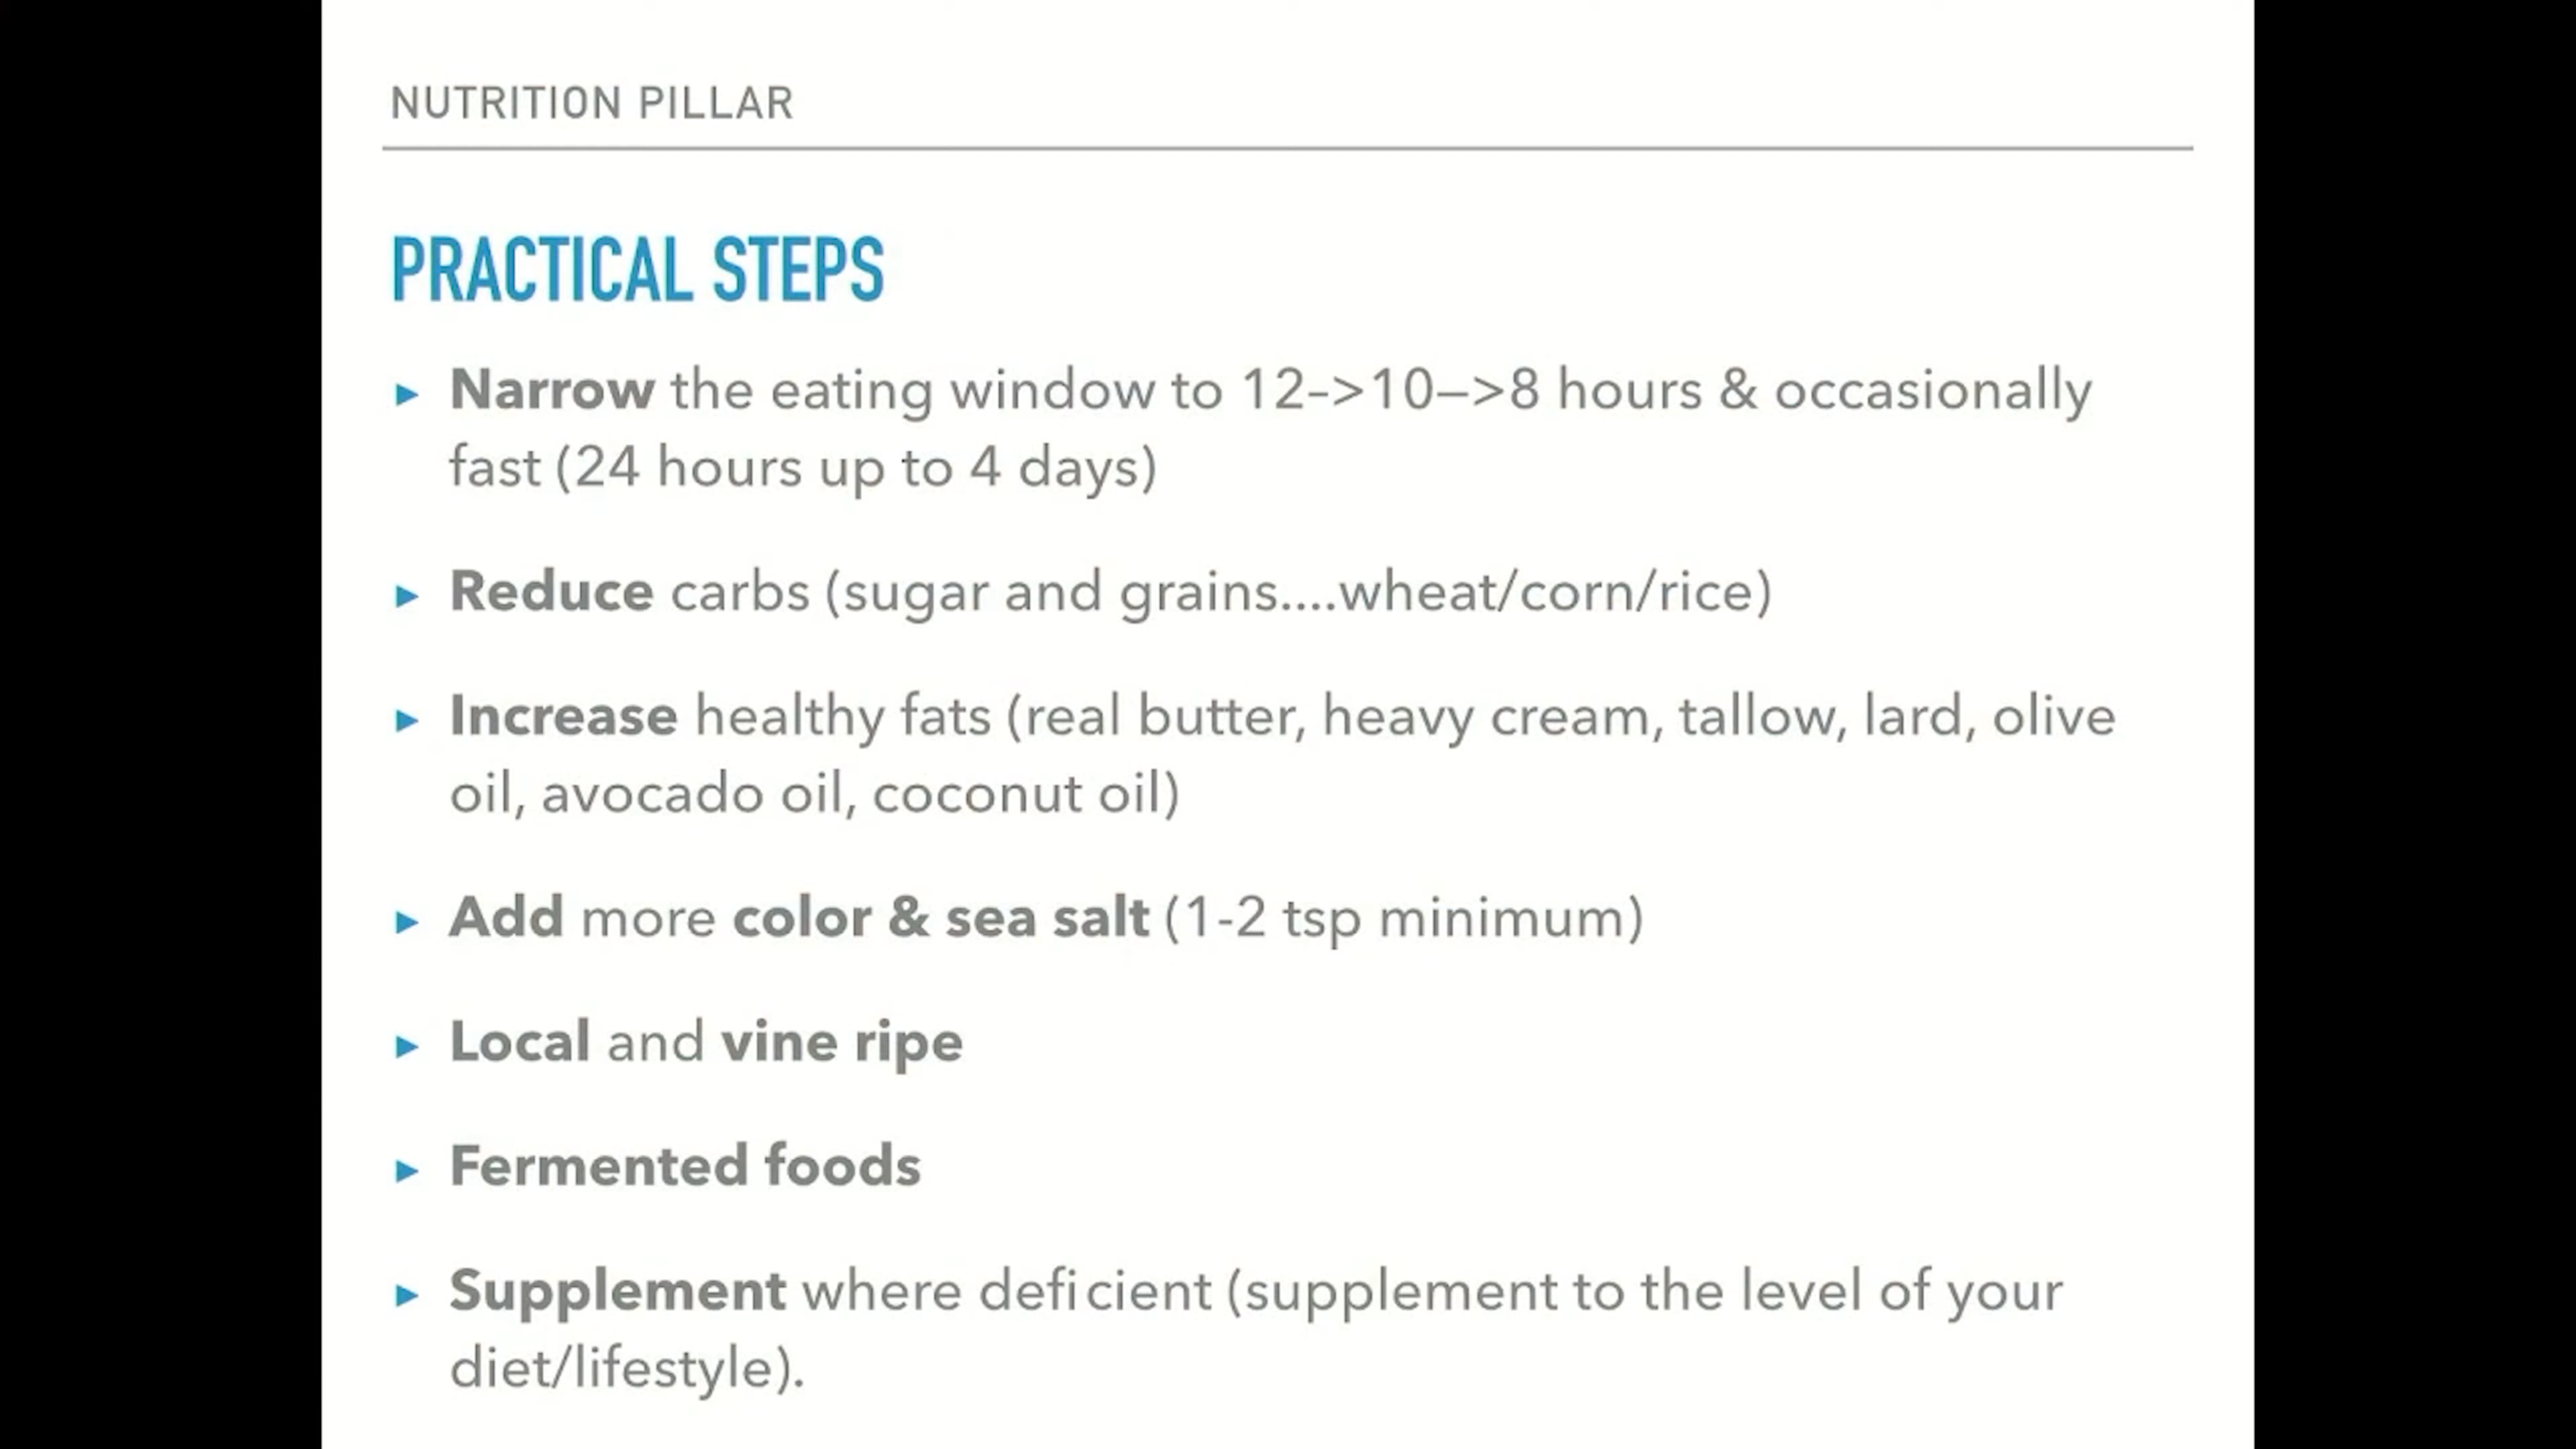 NUTRITION PILLAR
PRACTICAL STEPS
▸ Narrow the eating window to 12–>10—>8 hours & occasionally
fast (24 hours up to 4 days)
▸ Reduce carbs (sugar and grains....wheat/corn/rice)
▸ Increase healthy fats (real butter, heavy cream, tallow, lard, olive
oil, avocado oil, coconut oil)
▸ Add more color & sea salt (1-2 tsp minimum)
▸ Local and vine ripe
▸ Fermented foods
▸ Supplement where deficient (supplement to the level of your
diet/lifestyle).